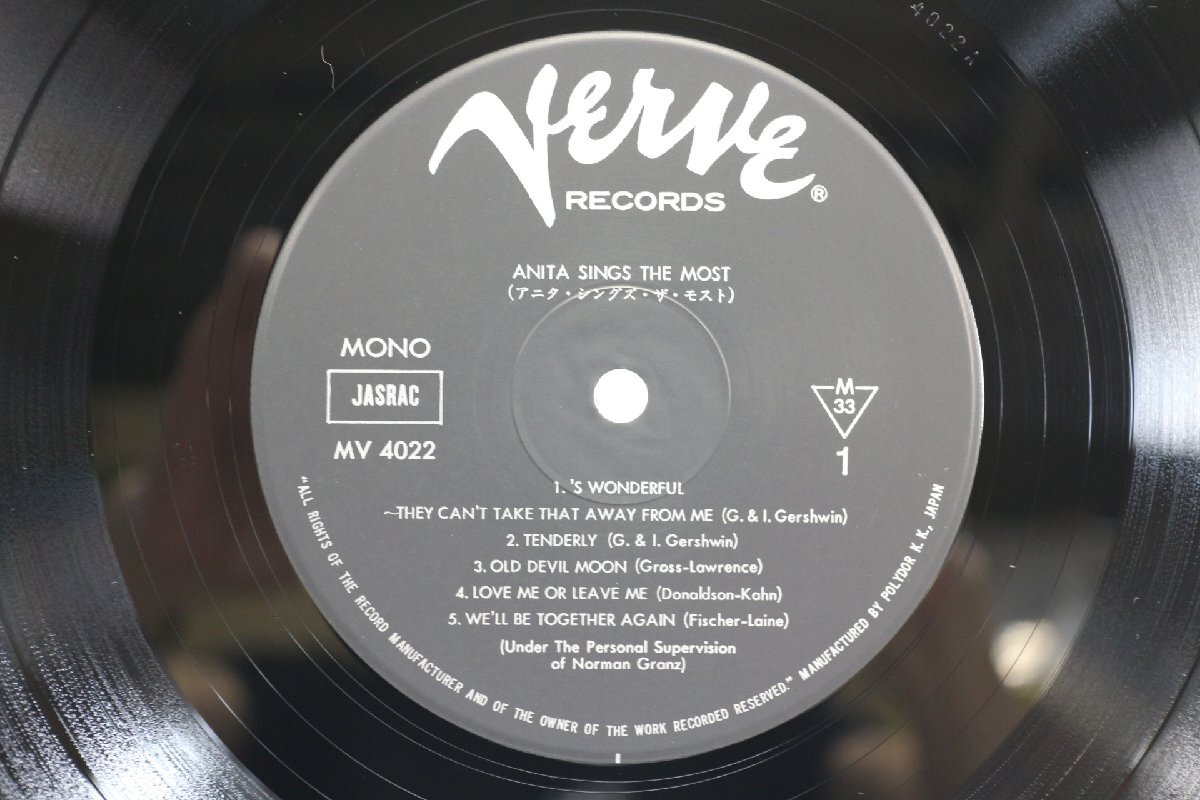 Verve
RECORDS ®
ANITA SINGS THE MOST
(アニタ・シングズ・ザ・モスト)
MONO
JASRAC
MV 4022
M
33
1
1. 'S WONDERFUL
~THEY CAN'T TAKE THAT AWAY FROM ME (G. & I. Gershwin)
2. TENDERLY (G. & I. Gershwin)
3. OLD DEVIL MOON (Gross-Lawrence)
4. LOVE ME OR LEAVE ME (Donaldson-Kahn)
5. WE'LL BE TOGETHER AGAIN (Fischer-Laine)
(Under The Personal Supervision
of Norman Granz)
"ALL RIGHTS OF THE RECORD MANUFACTURER AND OF THE OWNER OF THE WORK RECORDED RESERVED." MANUFACTURED BY POLYDOR K. K., JAPAN